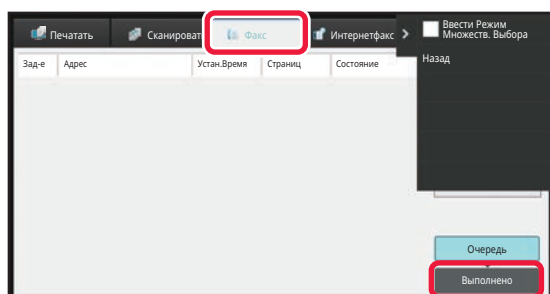 Печатать
Сканироват
Факс
Интернетфакс
Ввести Режим
Множеств. Выбора
Назад
Зад-е Адрес Устан.Время Страниц Состояние
Очередь
Выполнено